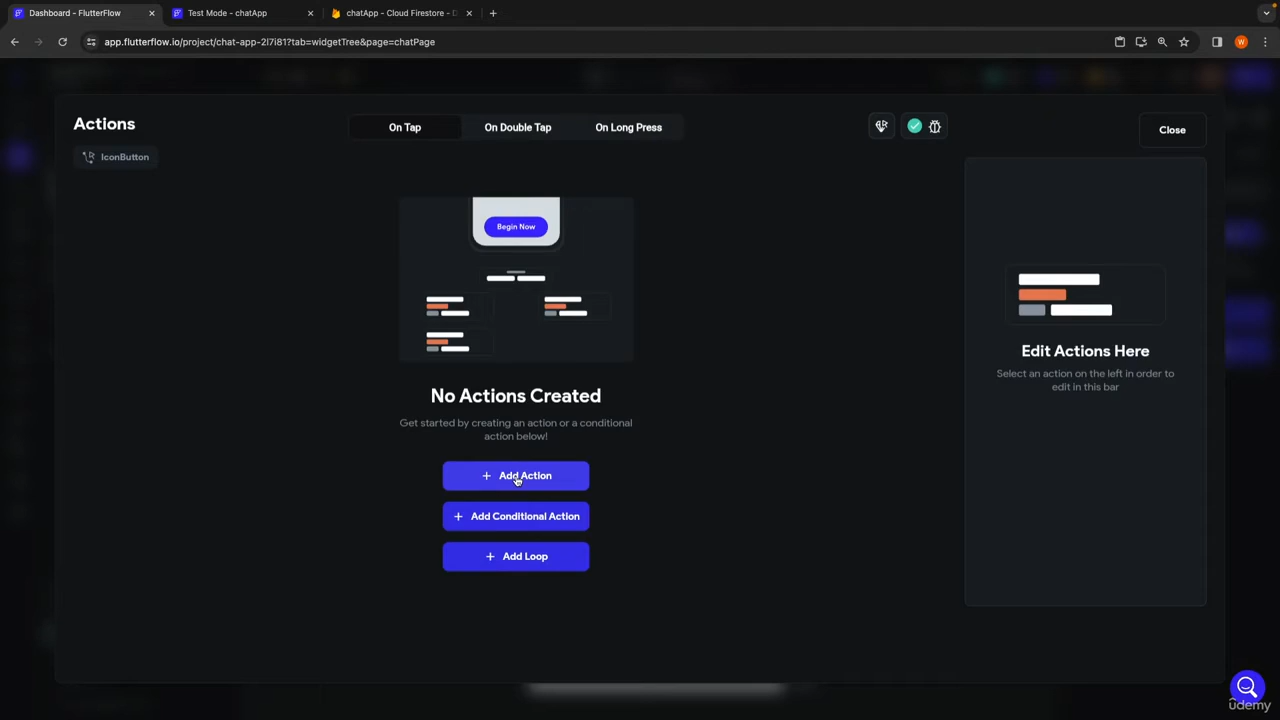 Dashboard - FlutterFlow
Test Mode - chatApp
chatApp - Cloud Firestore - D
app.flutterflow.io/project/chat-app-2l7i81?tab=widgetTree&page=chatPage
W
Actions
On Tap
On Double Tap
On Long Press
Close
IconButton
Begin Now
No Actions Created
Get started by creating an action or a conditional
action below!
+ Add Action
+ Add Conditional Action
+ Add Loop
Edit Actions Here
Select an action on the left in order to
edit in this bar
ûdemy